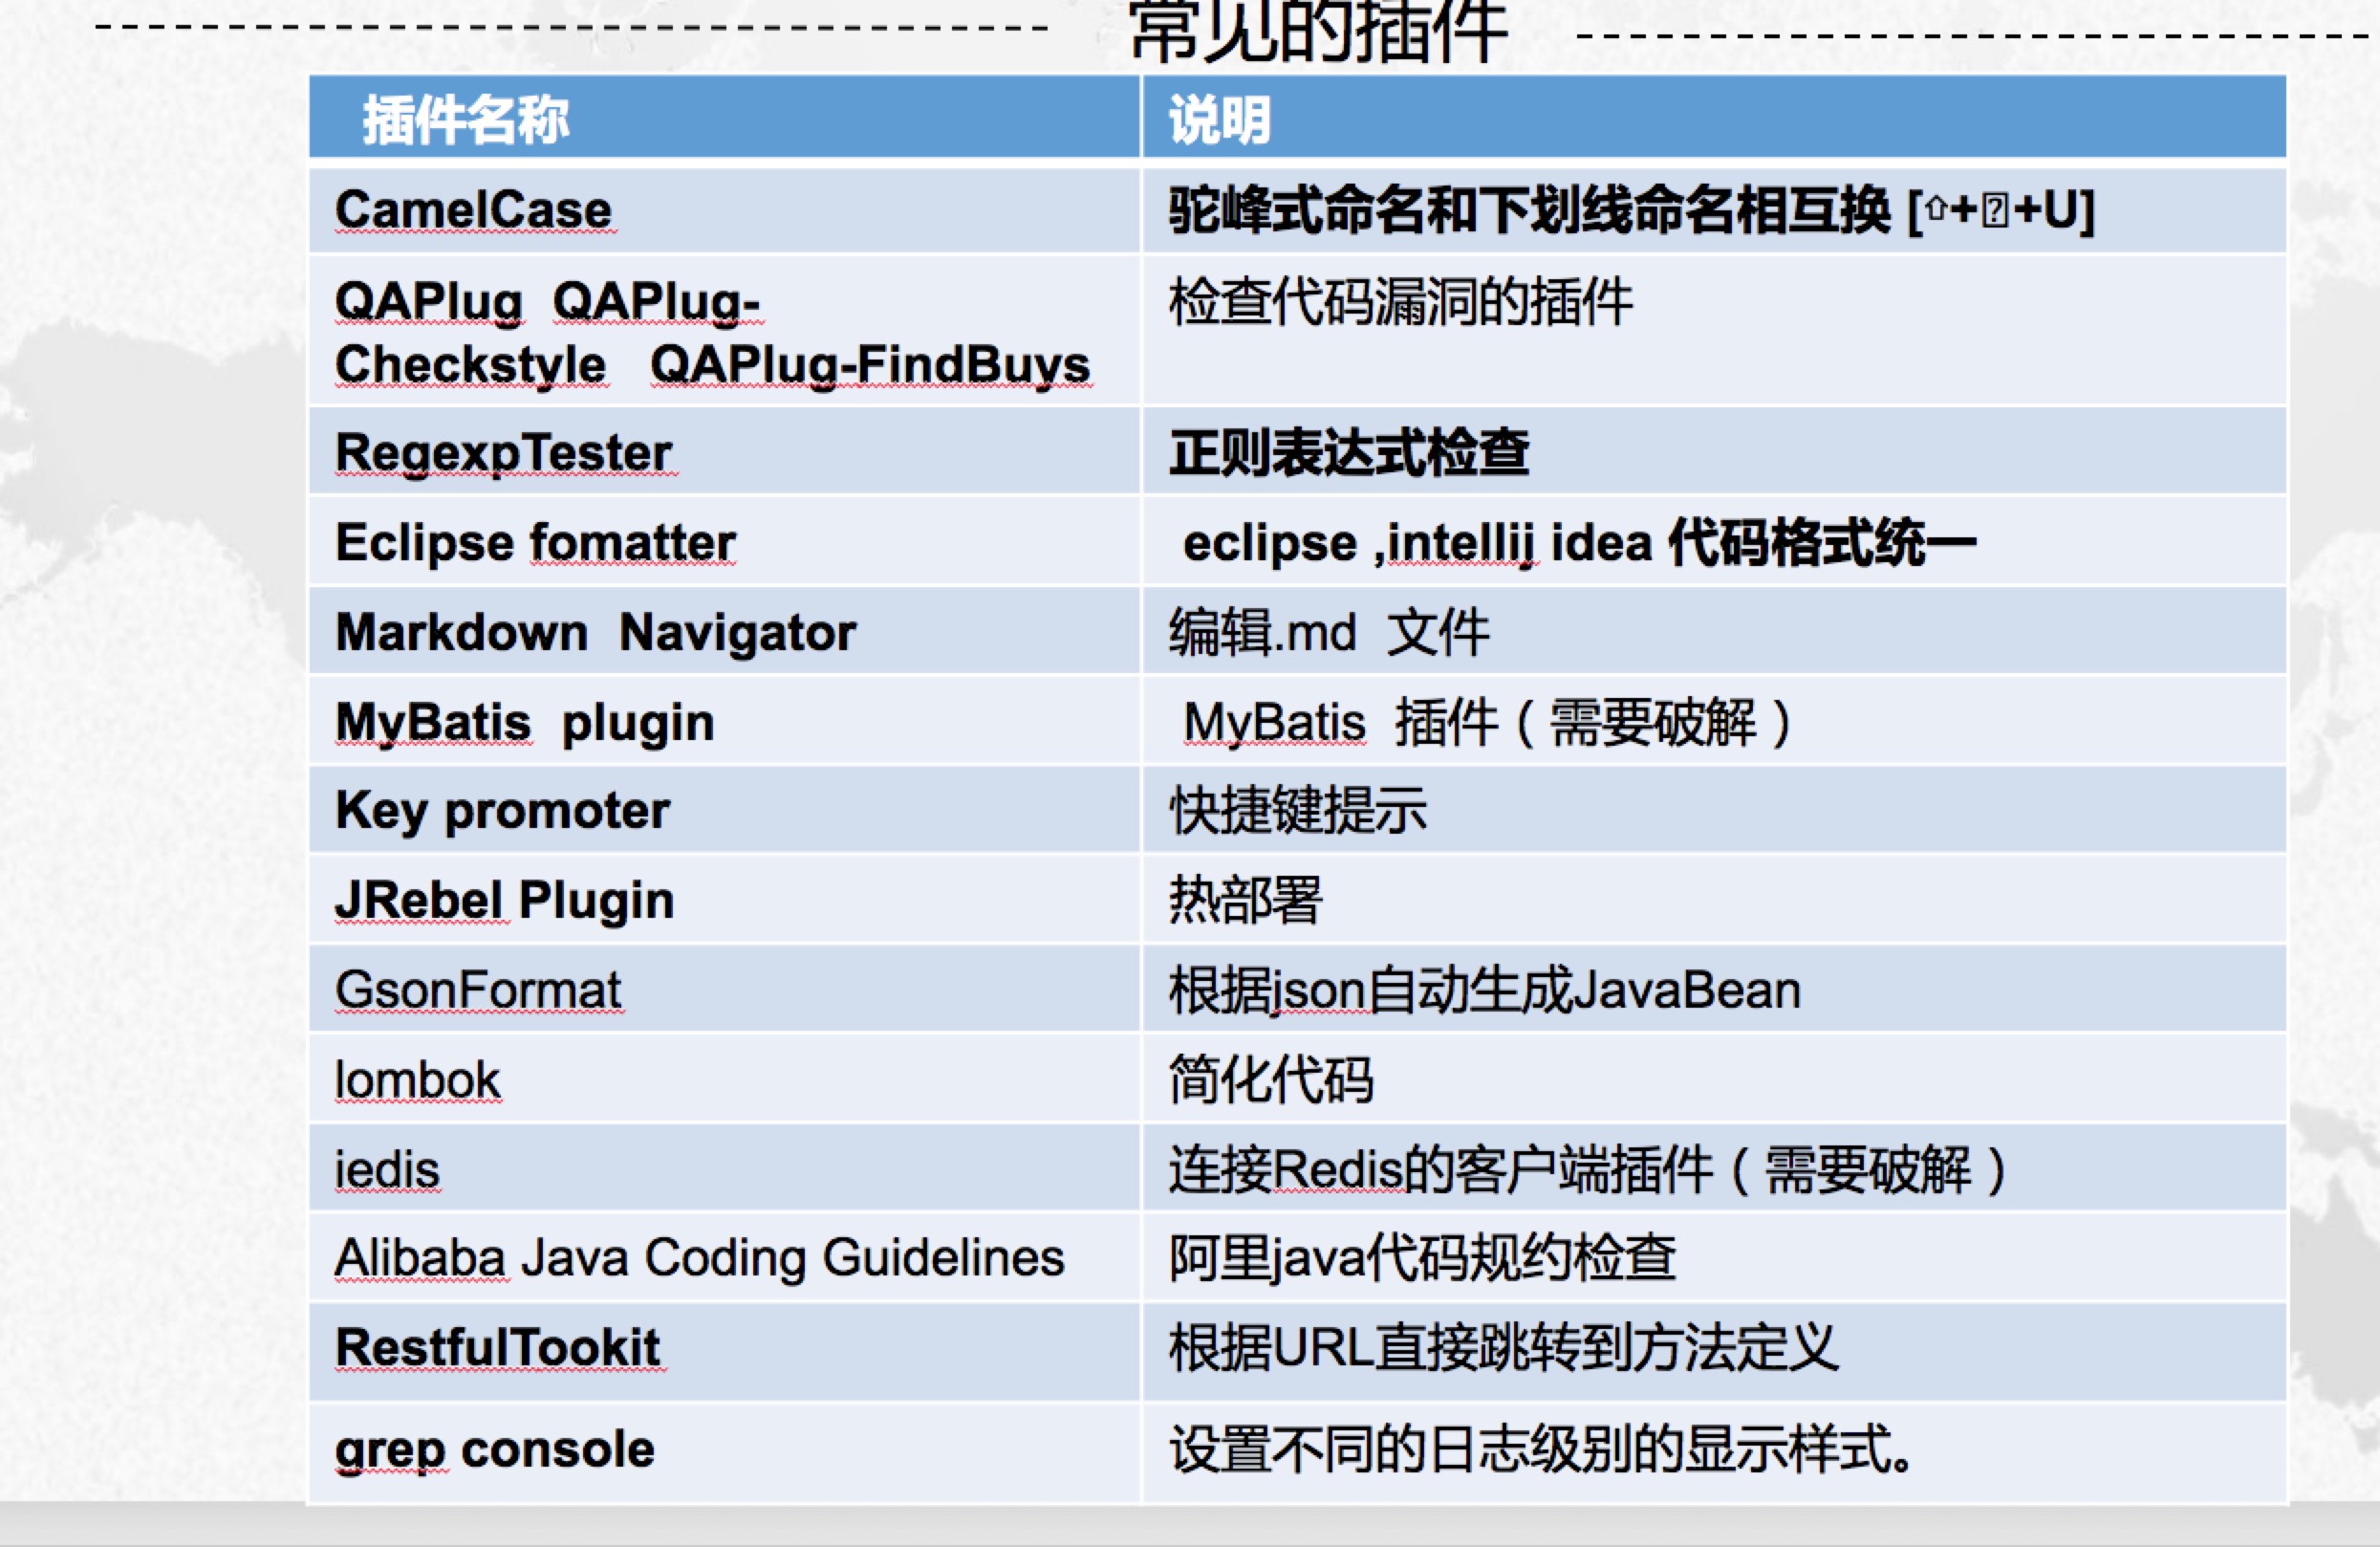 常见的插件
插件名称 说明
CamelCase 驼峰式命名和下划线命名相互换 [⇧+⍰+U]
QAPlug  QAPlug- 检查代码漏洞的插件
Checkstyle   QAPlug-FindBuys
RegexpTester 正则表达式检查
Eclipse fomatter eclipse ,intellij idea 代码格式统一
Markdown  Navigator 编辑.md  文件
MyBatis  plugin MyBatis  插件（需要破解）
Key promoter 快捷键提示
JRebel Plugin 热部署
GsonFormat 根据json自动生成JavaBean
lombok 简化代码
iedis 连接Redis的客户端插件（需要破解）
Alibaba Java Coding Guidelines 阿里java代码规约检查
RestfulTookit 根据URL直接跳转到方法定义
grep console 设置不同的日志级别的显示样式。